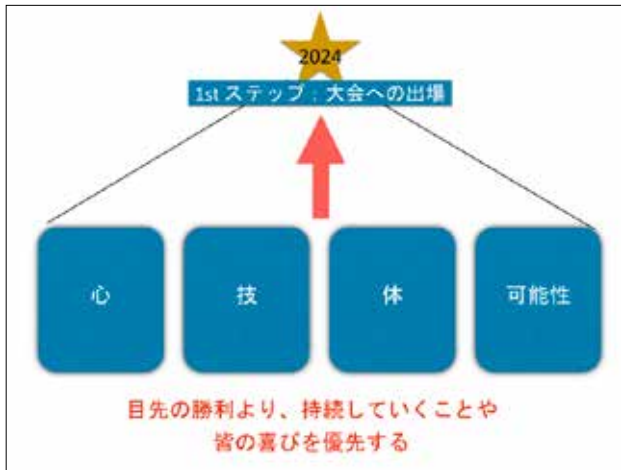 2024
1st ステップ：大会への出場
心
技
体
可能性
目先の勝利より、持続していくことや
皆の喜びを優先する